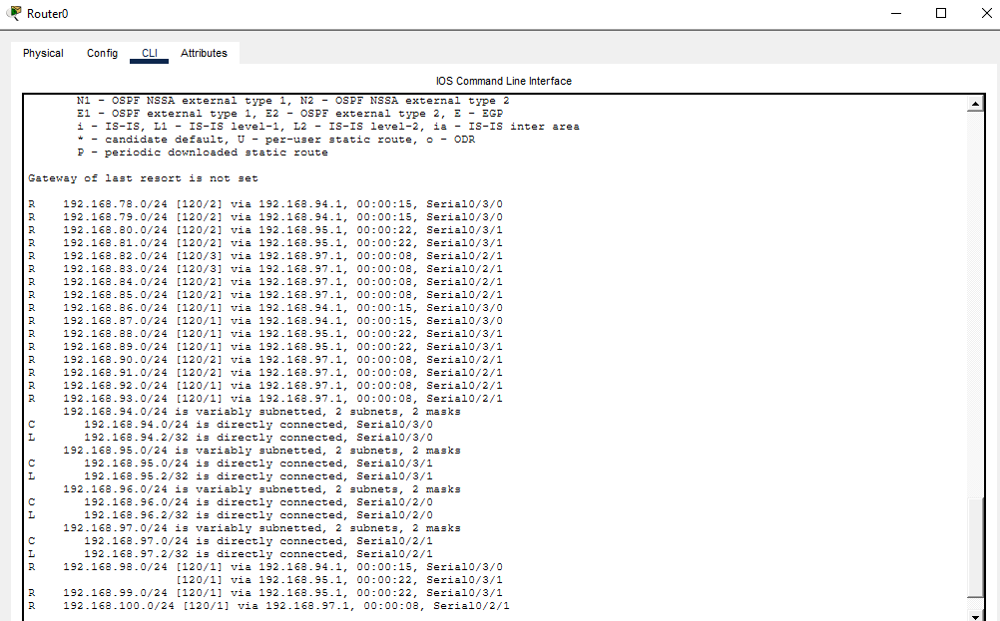 Router0
Physical Config CLI Attributes
IOS Command Line Interface
N1 - OSPF NSSA external type 1, N2 - OSPF NSSA external type 2
E1 - OSPF external type 1, E2 - OSPF external type 2, E - EGP
i - IS-IS, L1 - IS-IS level-1, L2 - IS-IS level-2, ia - IS-IS inter area
* - candidate default, U - per-user static route, o - ODR
P - periodic downloaded static route
Gateway of last resort is not set
R 192.168.78.0/24 [120/2] via 192.168.94.1, 00:00:15, Serial0/3/0
R 192.168.79.0/24 [120/2] via 192.168.94.1, 00:00:15, Serial0/3/0
R 192.168.80.0/24 [120/2] via 192.168.95.1, 00:00:22, Serial0/3/1
R 192.168.81.0/24 [120/2] via 192.168.95.1, 00:00:22, Serial0/3/1
R 192.168.82.0/24 [120/3] via 192.168.97.1, 00:00:08, Serial0/2/1
R 192.168.83.0/24 [120/3] via 192.168.97.1, 00:00:08, Serial0/2/1
R 192.168.84.0/24 [120/2] via 192.168.97.1, 00:00:08, Serial0/2/1
R 192.168.85.0/24 [120/2] via 192.168.97.1, 00:00:08, Serial0/2/1
R 192.168.86.0/24 [120/1] via 192.168.94.1, 00:00:15, Serial0/3/0
R 192.168.87.0/24 [120/1] via 192.168.94.1, 00:00:15, Serial0/3/0
R 192.168.88.0/24 [120/1] via 192.168.95.1, 00:00:22, Serial0/3/1
R 192.168.89.0/24 [120/1] via 192.168.95.1, 00:00:22, Serial0/3/1
R 192.168.90.0/24 [120/2] via 192.168.97.1, 00:00:08, Serial0/2/1
R 192.168.91.0/24 [120/2] via 192.168.97.1, 00:00:08, Serial0/2/1
R 192.168.92.0/24 [120/1] via 192.168.97.1, 00:00:08, Serial0/2/1
R 192.168.93.0/24 [120/1] via 192.168.97.1, 00:00:08, Serial0/2/1
192.168.94.0/24 is variably subnetted, 2 subnets, 2 masks
C 192.168.94.0/24 is directly connected, Serial0/3/0
L 192.168.94.2/32 is directly connected, Serial0/3/0
192.168.95.0/24 is variably subnetted, 2 subnets, 2 masks
C 192.168.95.0/24 is directly connected, Serial0/3/1
L 192.168.95.2/32 is directly connected, Serial0/3/1
192.168.96.0/24 is variably subnetted, 2 subnets, 2 masks
C 192.168.96.0/24 is directly connected, Serial0/2/0
L 192.168.96.2/32 is directly connected, Serial0/2/0
192.168.97.0/24 is variably subnetted, 2 subnets, 2 masks
C 192.168.97.0/24 is directly connected, Serial0/2/1
L 192.168.97.2/32 is directly connected, Serial0/2/1
R 192.168.98.0/24 [120/1] via 192.168.94.1, 00:00:15, Serial0/3/0
[120/1] via 192.168.95.1, 00:00:22, Serial0/3/1
R 192.168.99.0/24 [120/1] via 192.168.95.1, 00:00:22, Serial0/3/1
R 192.168.100.0/24 [120/1] via 192.168.97.1, 00:00:08, Serial0/2/1